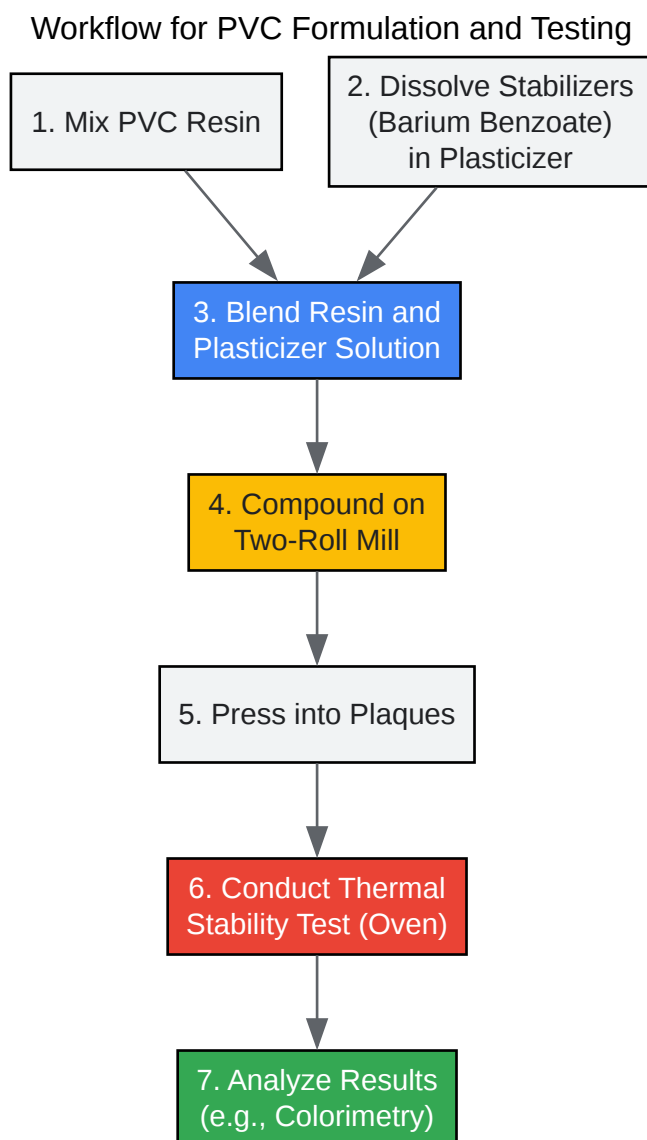 Workflow for PVC Formulation and Testing
1. Mix PVC Resin
2. Dissolve Stabilizers
(Barium Benzoate)
in Plasticizer
3. Blend Resin and
Plasticizer Solution
4. Compound on
Two-Roll Mill
5. Press into Plaques
6. Conduct Thermal
Stability Test (Oven)
7. Analyze Results
(e.g., Colorimetry)